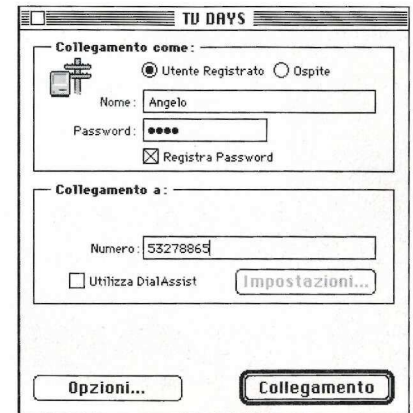 TV DAYS
Collegamento come:
Utente Registrato Ospite
Nome: Angelo
Password: ●●●●
Registra Password
Collegamento a:
Numero: 53278865
Utilizza DialAssist Impostazioni...
Opzioni... Collegamento